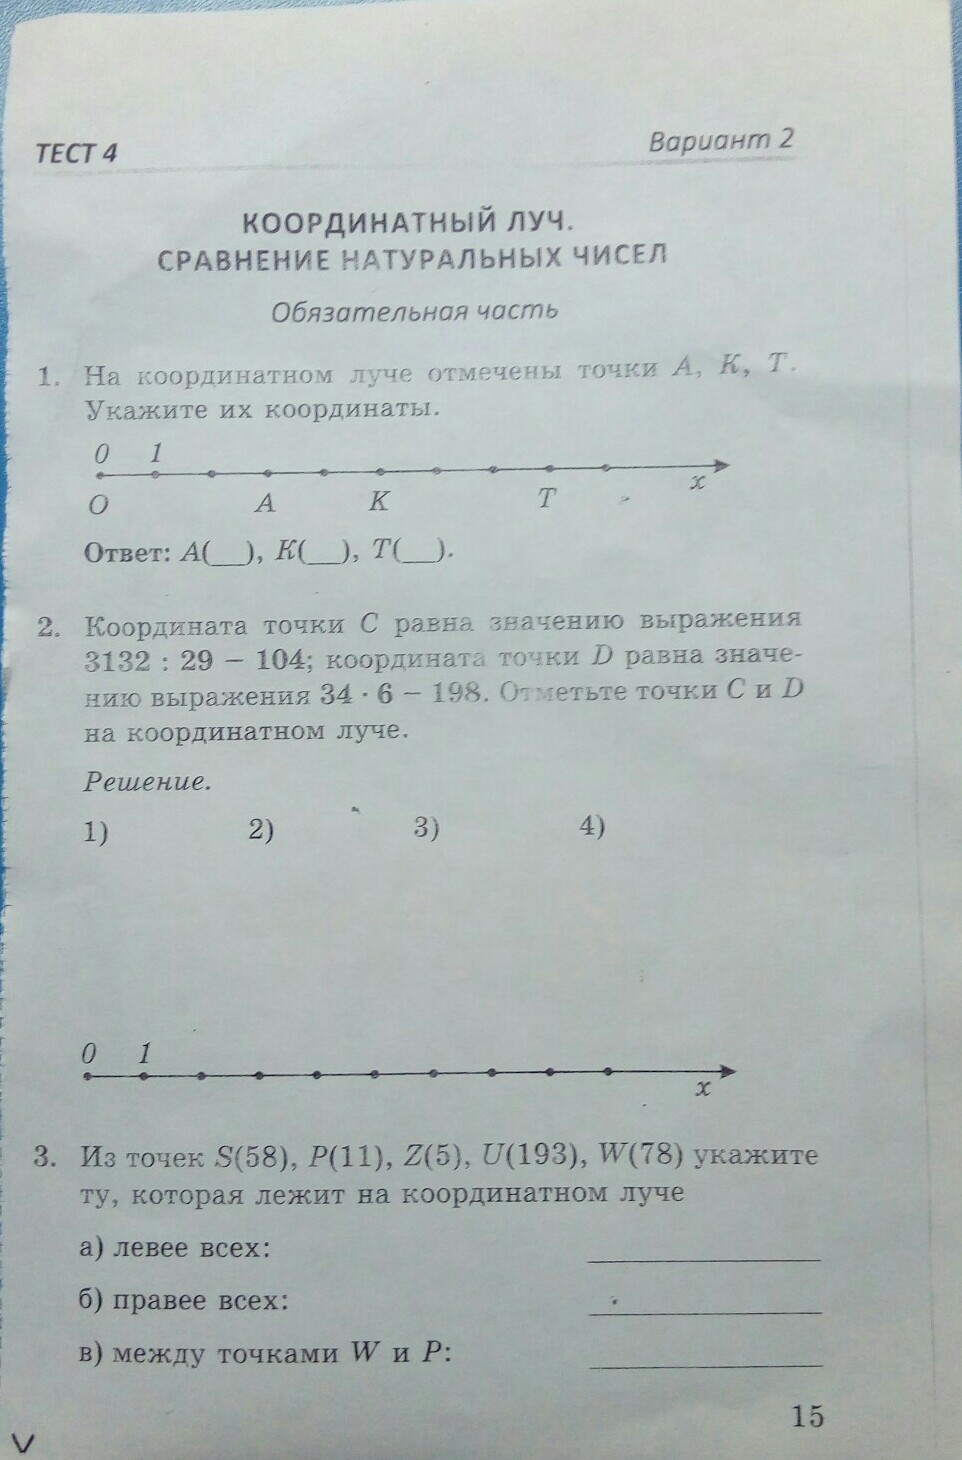 ТЕСТ 4
Вариант 2
КООРДИНАТНЫЙ ЛУЧ.
СРАВНЕНИЕ НАТУРАЛЬНЫХ ЧИСЕЛ
Обязательная часть
1. На координатном луче отмечены точки А, К, Т.
Укажите их координаты.
0 1
x
O A K T
Ответ: А(__), К(__), Т(__).
2. Координата точки С равна значению выражения
3132 : 29 – 104; координата точки D равна значе-
нию выражения 34 · 6 – 198. Отметьте точки С и D
на координатном луче.
Решение.
1) 2) 3) 4)
0 1
x
3. Из точек S(58), P(11), Z(5), U(193), W(78) укажите
ту, которая лежит на координатном луче
а) левее всех: ____________
б) правее всех: ____________
в) между точками W и P: ____________
15
V